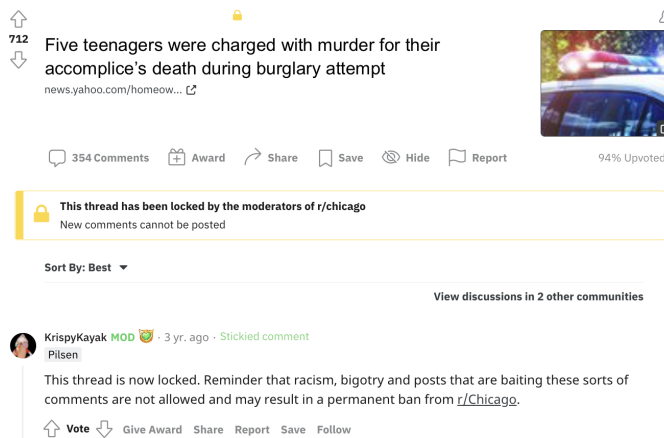 712
Five teenagers were charged with murder for their
accomplice's death during burglary attempt
news.yahoo.com/homeow...
354 Comments Award Share Save Hide Report 94% Upvoted
This thread has been locked by the moderators of r/chicago
New comments cannot be posted
Sort By: Best
View discussions in 2 other communities
KrispyKayak MOD · 3 yr. ago · Stickied comment
Pilsen
This thread is now locked. Reminder that racism, bigotry and posts that are baiting these sorts of
comments are not allowed and may result in a permanent ban from r/Chicago.
Vote Give Award Share Report Save Follow